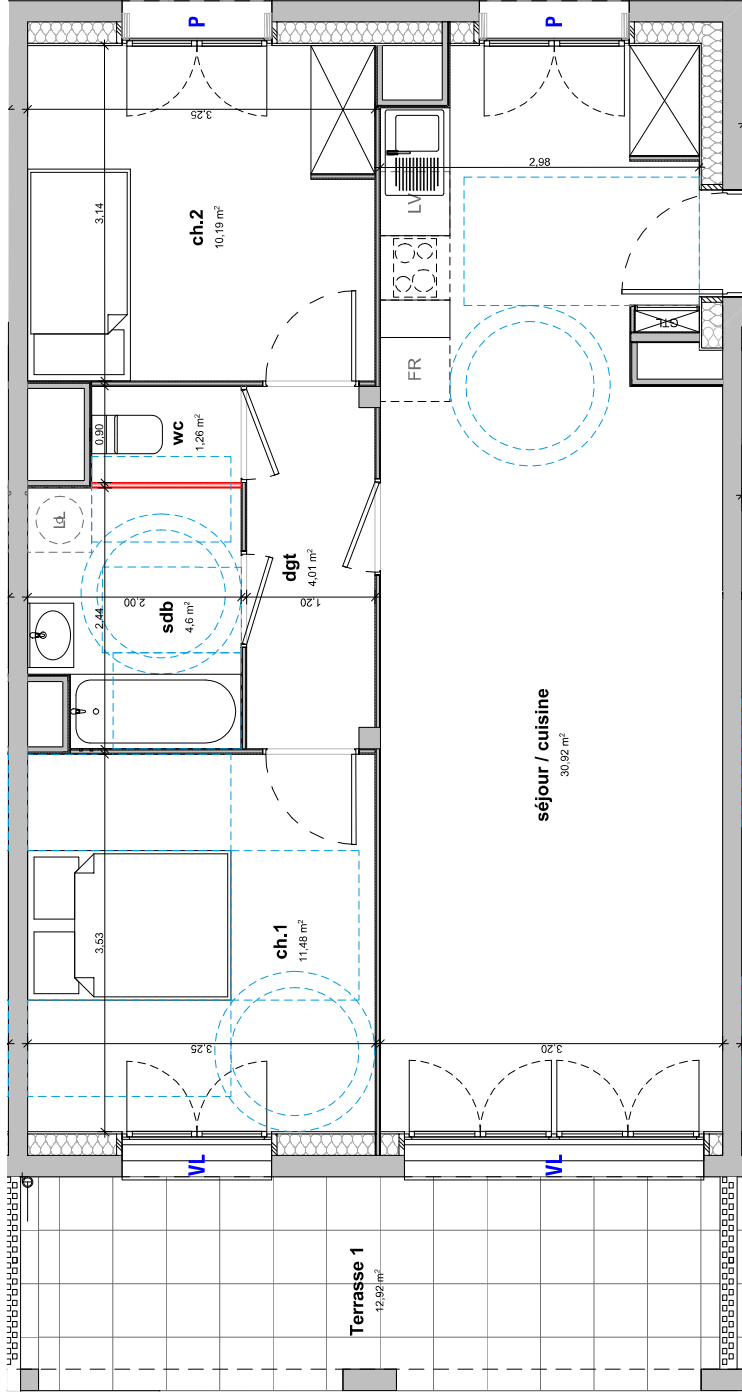 P
P
3,25
2,98
3,14
ch.2
10,19 m²
LV
GTL
FR
0,90
wc
1,26 m²
LL
dgt
4,01 m²
2,00
1,20
2,44
sdb
4,6 m²
séjour / cuisine
30,92 m²
3,53
ch.1
11,48 m²
3,25
3,20
VL
VL
Terrasse 1
12,92 m²